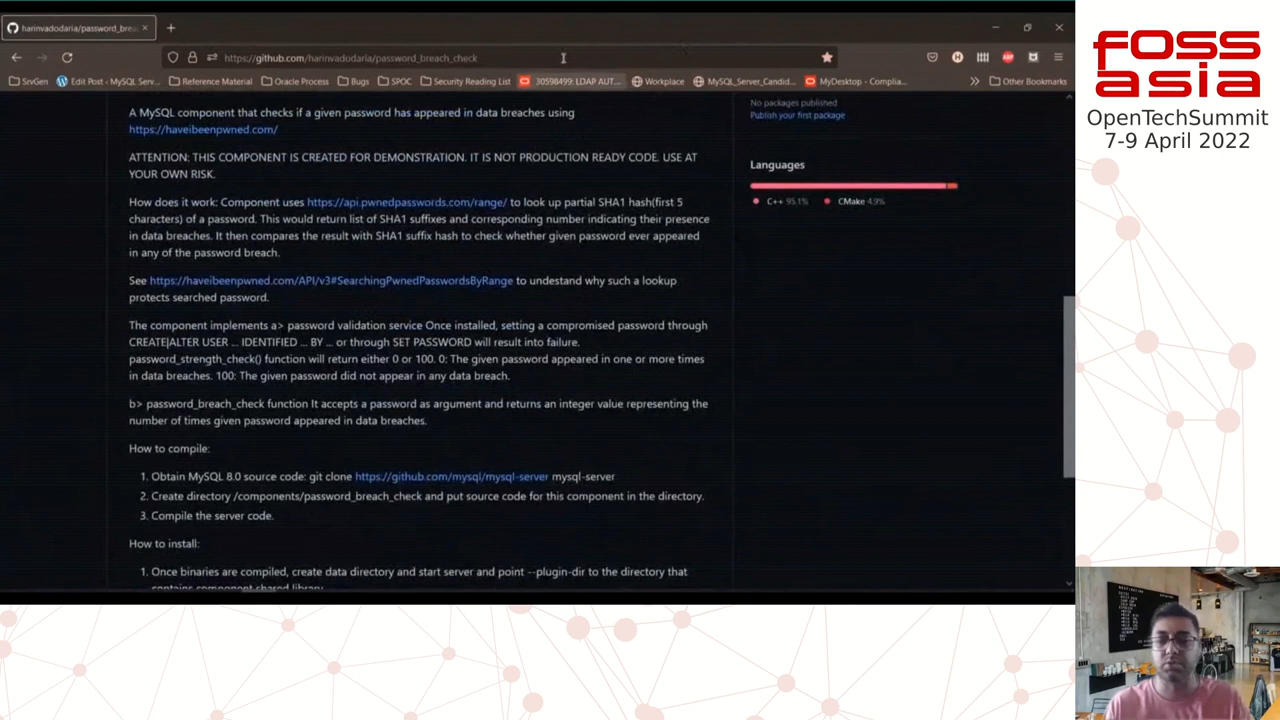 harinvadodaria/password_brea
https://github.com/harinvadodaria/password_breach_check
SrvGen
Edit Post ‹ MySQL Serv...
Reference Material
Oracle Process
Bugs
SPOC
Security Reading List
30598499: LDAP AUT...
Workplace
MySQL_Server_Candid...
MyDesktop - Complia...
Other Bookmarks
A MySQL component that checks if a given password has appeared in data breaches using
https://haveibeenpwned.com/
ATTENTION: THIS COMPONENT IS CREATED FOR DEMONSTRATION. IT IS NOT PRODUCTION READY CODE. USE AT
YOUR OWN RISK.
How does it work: Component uses https://api.pwnedpasswords.com/range/ to look up partial SHA1 hash(first 5
characters) of a password. This would return list of SHA1 suffixes and corresponding number indicating their presence
in data breaches. It then compares the result with SHA1 suffix hash to check whether given password ever appeared
in any of the password breach.
See https://haveibeenpwned.com/API/v3#SearchingPwnedPasswordsByRange to undestand why such a lookup
protects searched password.
The component implements a> password validation service Once installed, setting a compromised password through
CREATE|ALTER USER ... IDENTIFIED ... BY ... or through SET PASSWORD will result into failure.
password_strength_check() function will return either 0 or 100. 0: The given password appeared in one or more times
in data breaches. 100: The given password did not appear in any data breach.
b> password_breach_check function It accepts a password as argument and returns an integer value representing the
number of times given password appeared in data breaches.
How to compile:
1. Obtain MySQL 8.0 source code: git clone https://github.com/mysql/mysql-server mysql-server
2. Create directory /components/password_breach_check and put source code for this component in the directory.
3. Compile the server code.
How to install:
1. Once binaries are compiled, create data directory and start server and point --plugin-dir to the directory that
contains component shared library
No packages published
Publish your first package
Languages
C++ 95.1%
CMake 4.9%
FOSS
asia
OpenTechSummit
7-9 April 2022